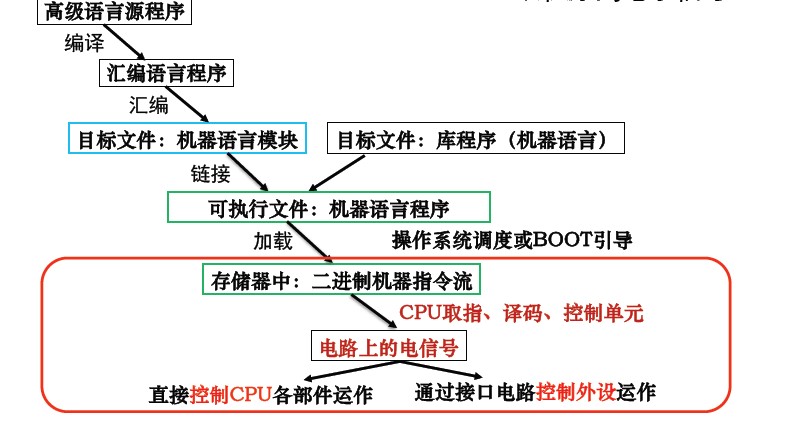 高级语言源程序
编译
汇编语言程序
汇编
目标文件：机器语言模块
目标文件：库程序（机器语言）
链接
可执行文件：机器语言程序
加载
操作系统调度或BOOT引导
存储器中：二进制机器指令流
CPU取指、译码、控制单元
电路上的电信号
直接控制CPU各部件运作
通过接口电路控制外设运作